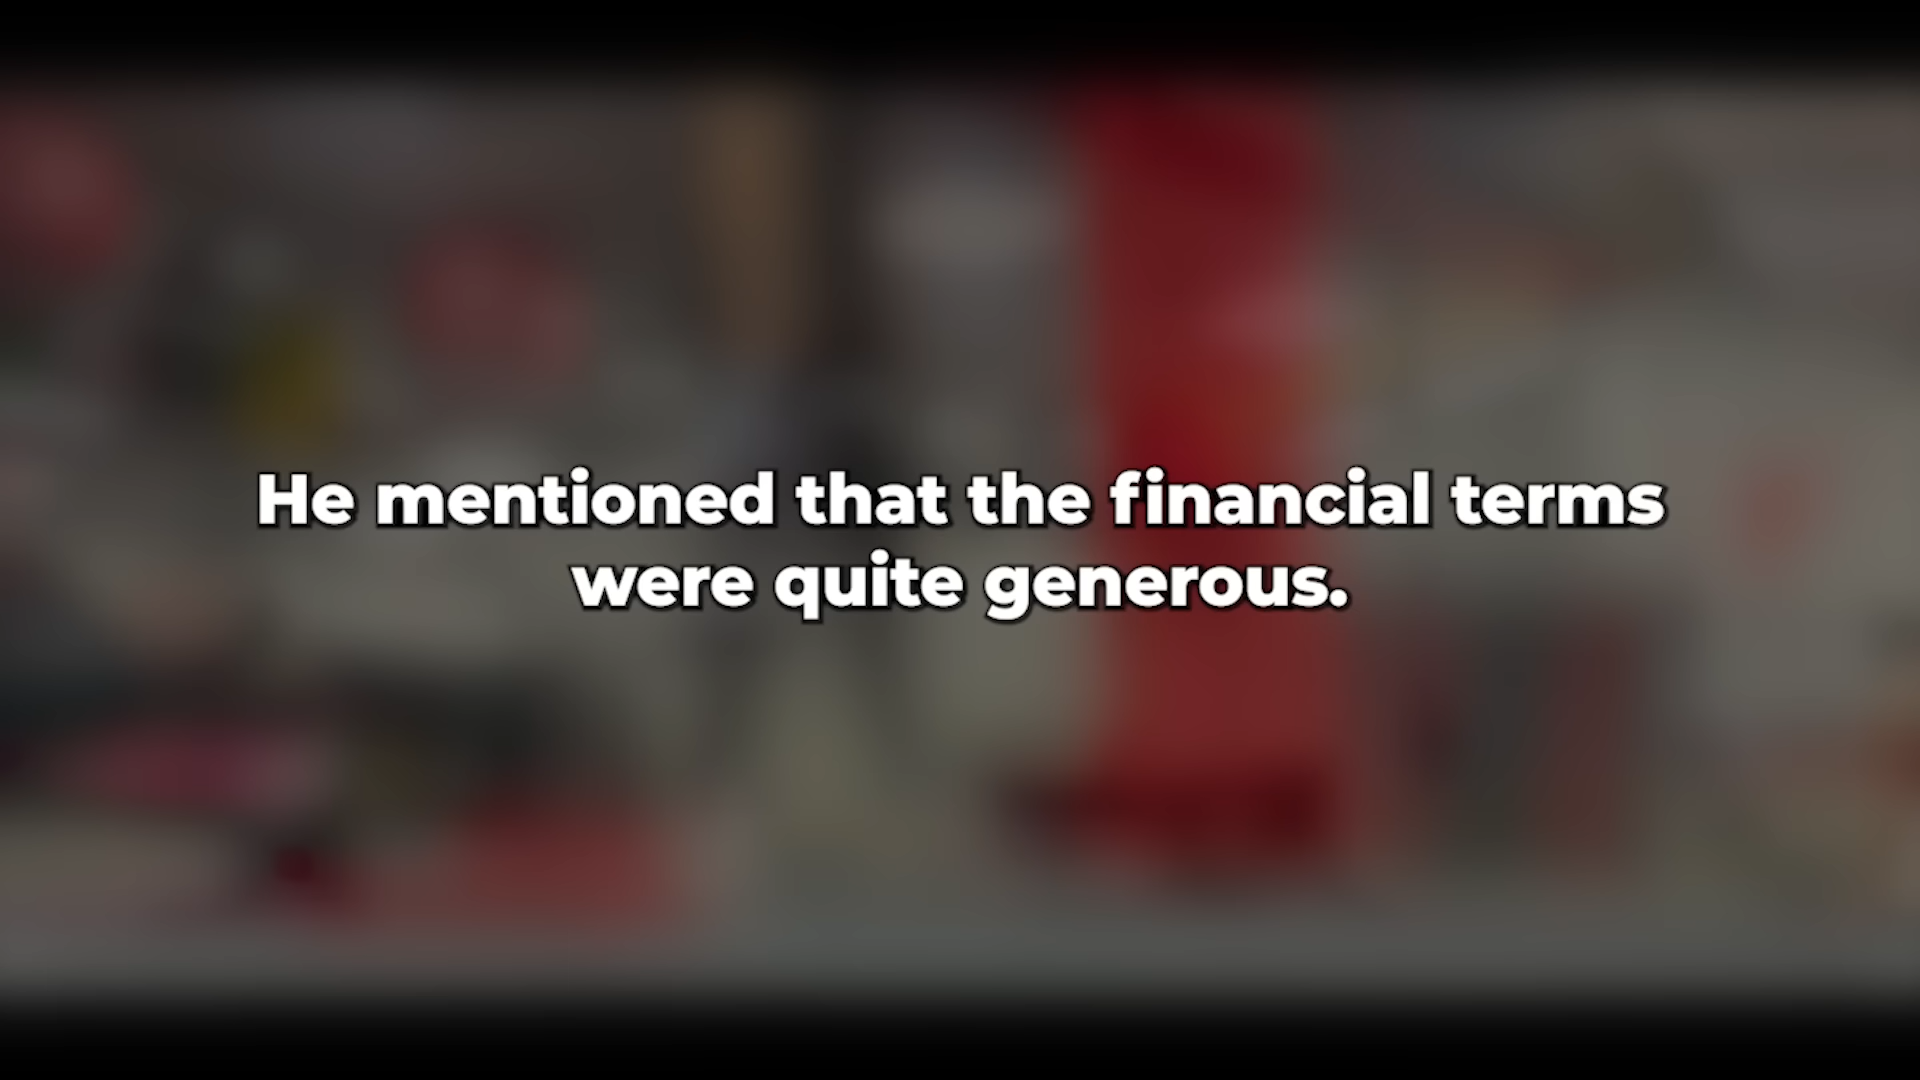 He mentioned that the financial terms
were quite generous.